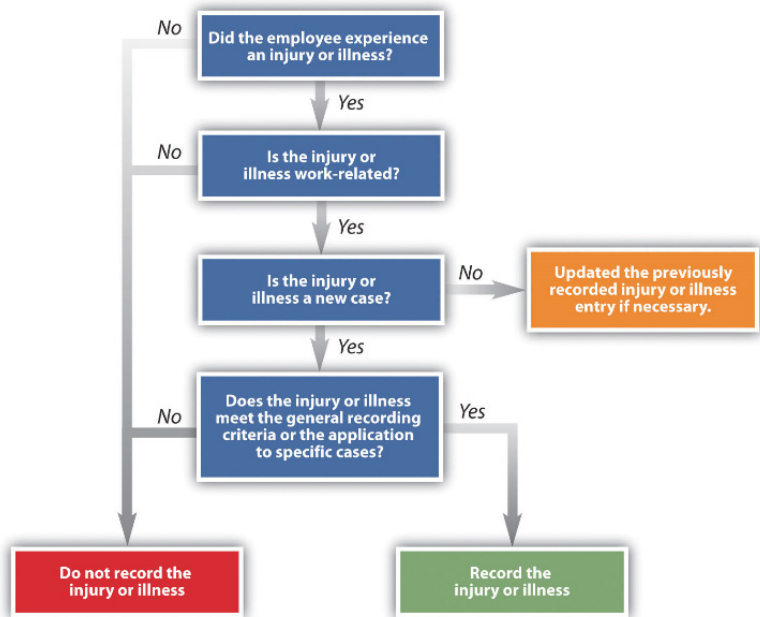 No
Did the employee experience
an injury or illness?
Yes
No
Is the injury or
illness work-related?
Yes
Is the injury or
illness a new case?
No
Updated the previously
recorded injury or illness
entry if necessary.
Yes
No
Does the injury or illness
meet the general recording
criteria or the application
to specific cases?
Yes
Do not record the
injury or illness
Record the
injury or illness